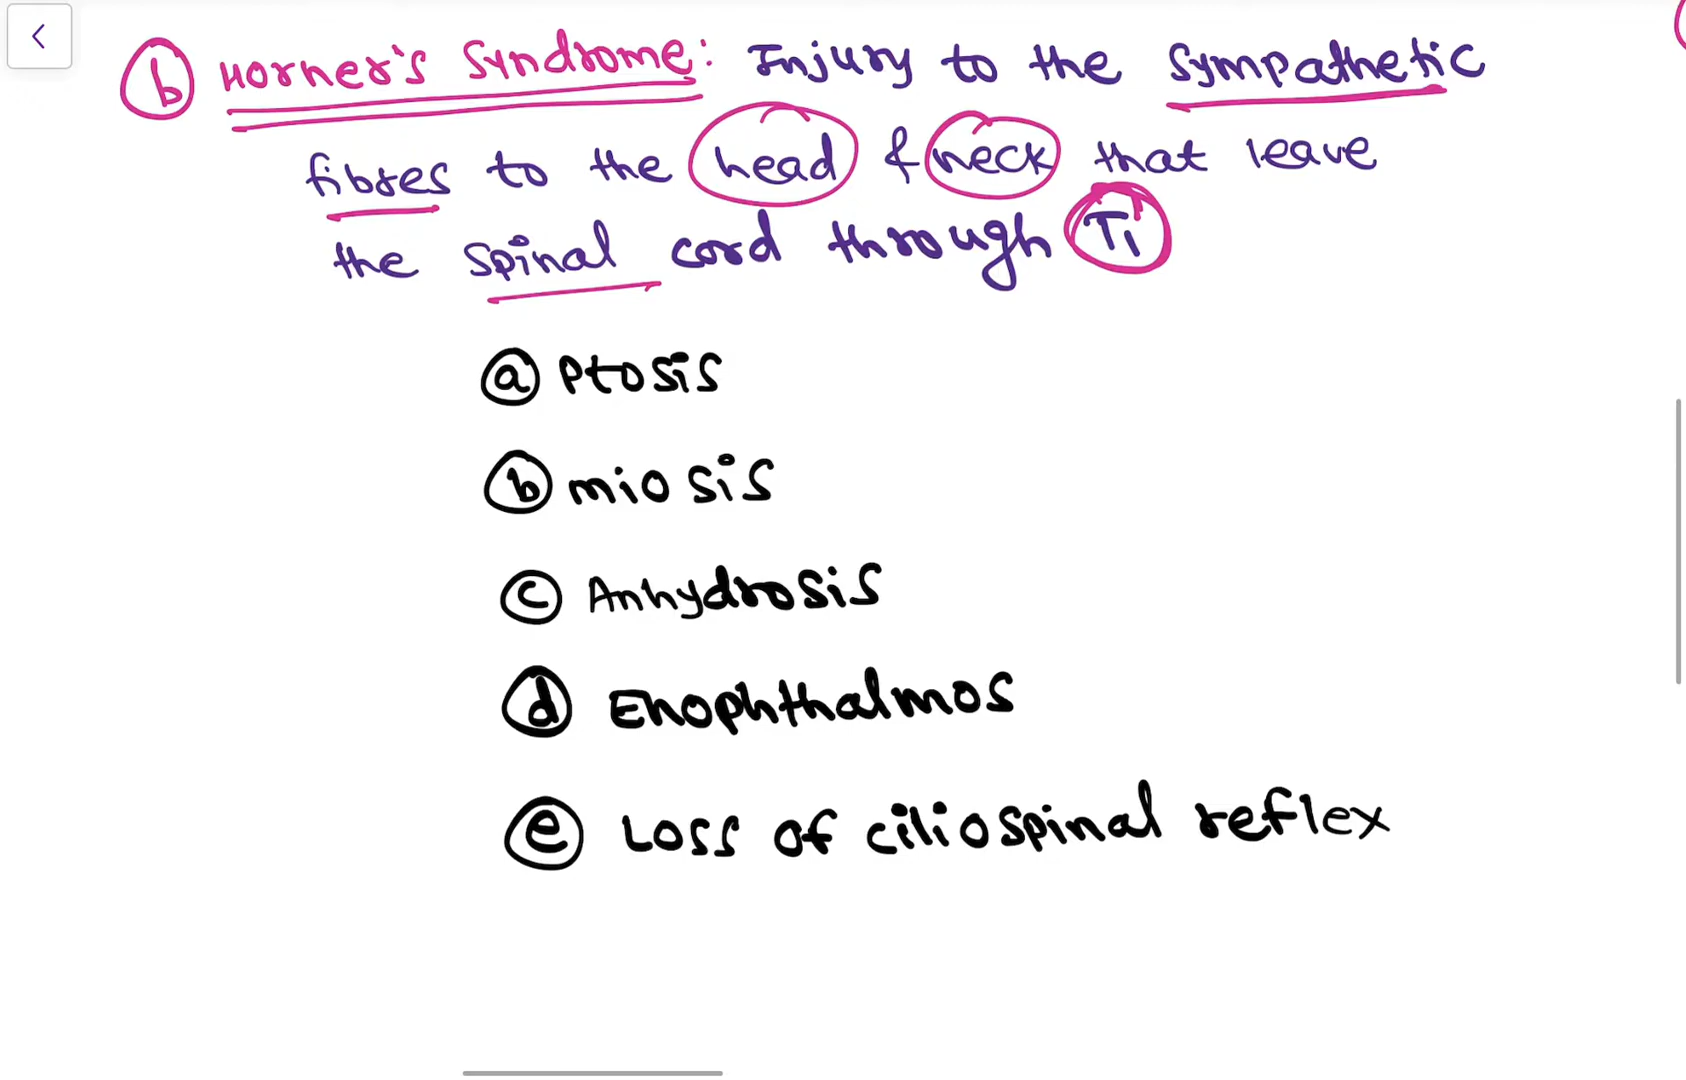 b Horner's Syndrome: Injury to the sympathetic
fibres to the head & neck that leave
the spinal cord through T1
a Ptosis
b miosis
c Anhydrosis
d Enophthalmos
e Loss of ciliospinal reflex